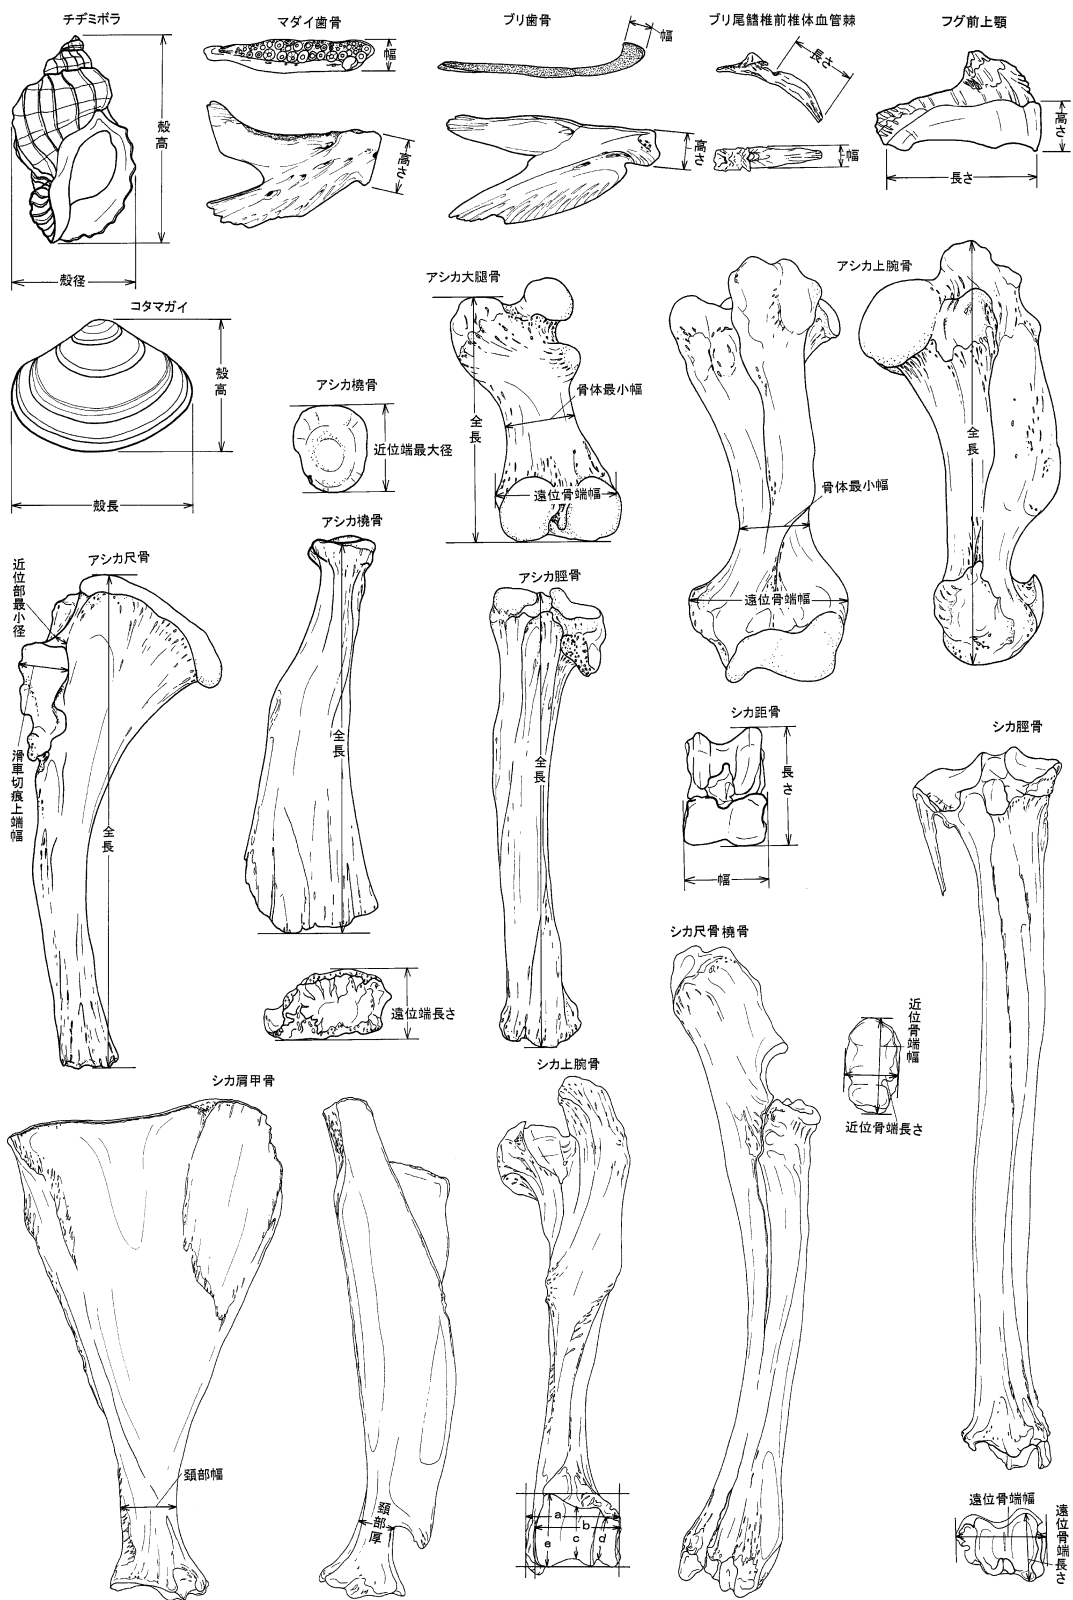 チヂミボラ
マダイ歯骨
ブリ歯骨
ブリ尾鰭椎前椎体血管棘
フグ前上顎
幅
幅
長さ
殻高
高さ
高さ
幅
高さ
長さ
殻径
アシカ大腿骨
アシカ上腕骨
コタマガイ
殻高
アシカ橈骨
骨体最小幅
全長
全長
近位端最大径
殻長
遠位骨端幅
骨体最小幅
アシカ橈骨
アシカ尺骨
近位部最小径
アシカ脛骨
遠位骨端幅
シカ距骨
シカ脛骨
全長
滑車切痕上端幅
全長
全長
長さ
幅
シカ尺骨橈骨
遠位端長さ
近位骨端幅
シカ上腕骨
シカ肩甲骨
近位骨端長さ
頚部幅
頚部厚
a
b
e
c
d
遠位骨端幅
遠位骨端長さ